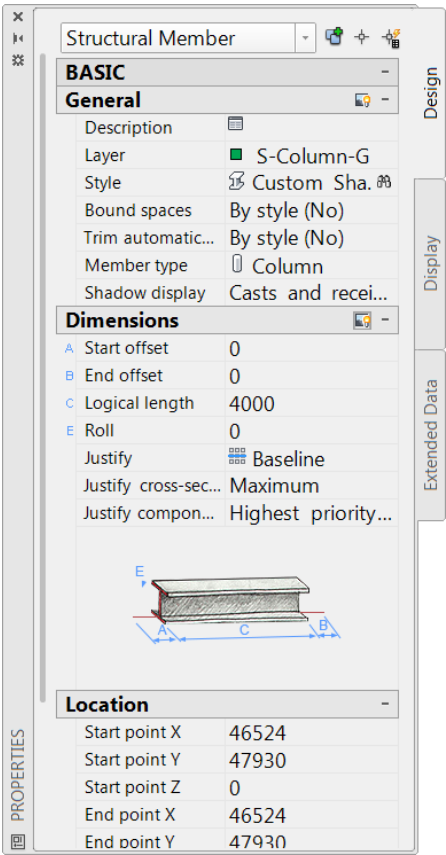 Structural Member
BASIC
General
Description
Layer S-Column-G
Style Custom Sha.
Bound spaces By style (No)
Trim automatic... By style (No)
Member type Column
Shadow display Casts and recei...
Dimensions
A Start offset 0
B End offset 0
C Logical length 4000
E Roll 0
Justify Baseline
Justify cross-sec... Maximum
Justify compon... Highest priority...
E
A C B
Location
Start point X 46524
Start point Y 47930
Start point Z 0
End point X 46524
End point Y 47930
PROPERTIES
Design
Display
Extended Data